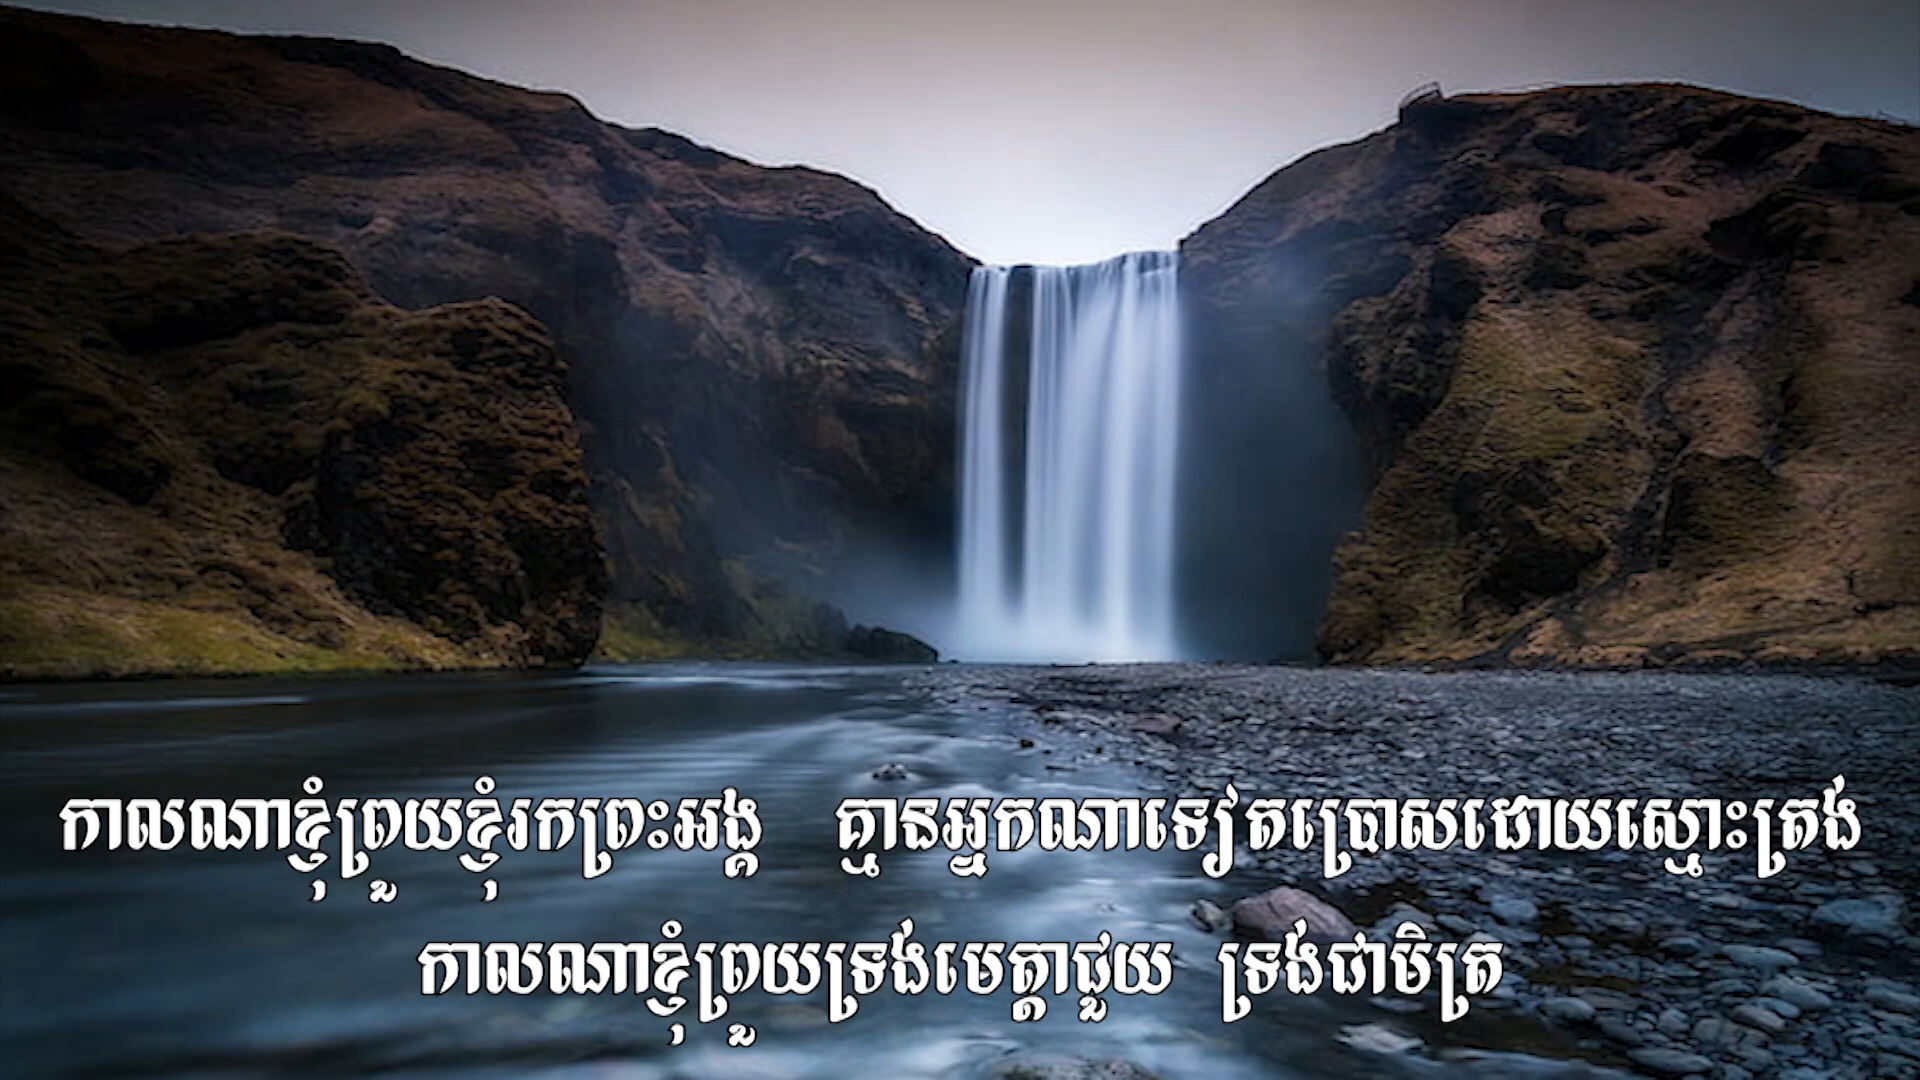 កាលណាខ្ញុំព្រួយខ្ញុំរកព្រះអង្គ គ្មានអ្នកណាទៀតប្រោសដោយស្មោះត្រង់
កាលណាខ្ញុំព្រួយទ្រង់មេត្តាជួយ ទ្រង់ជាមិត្រ